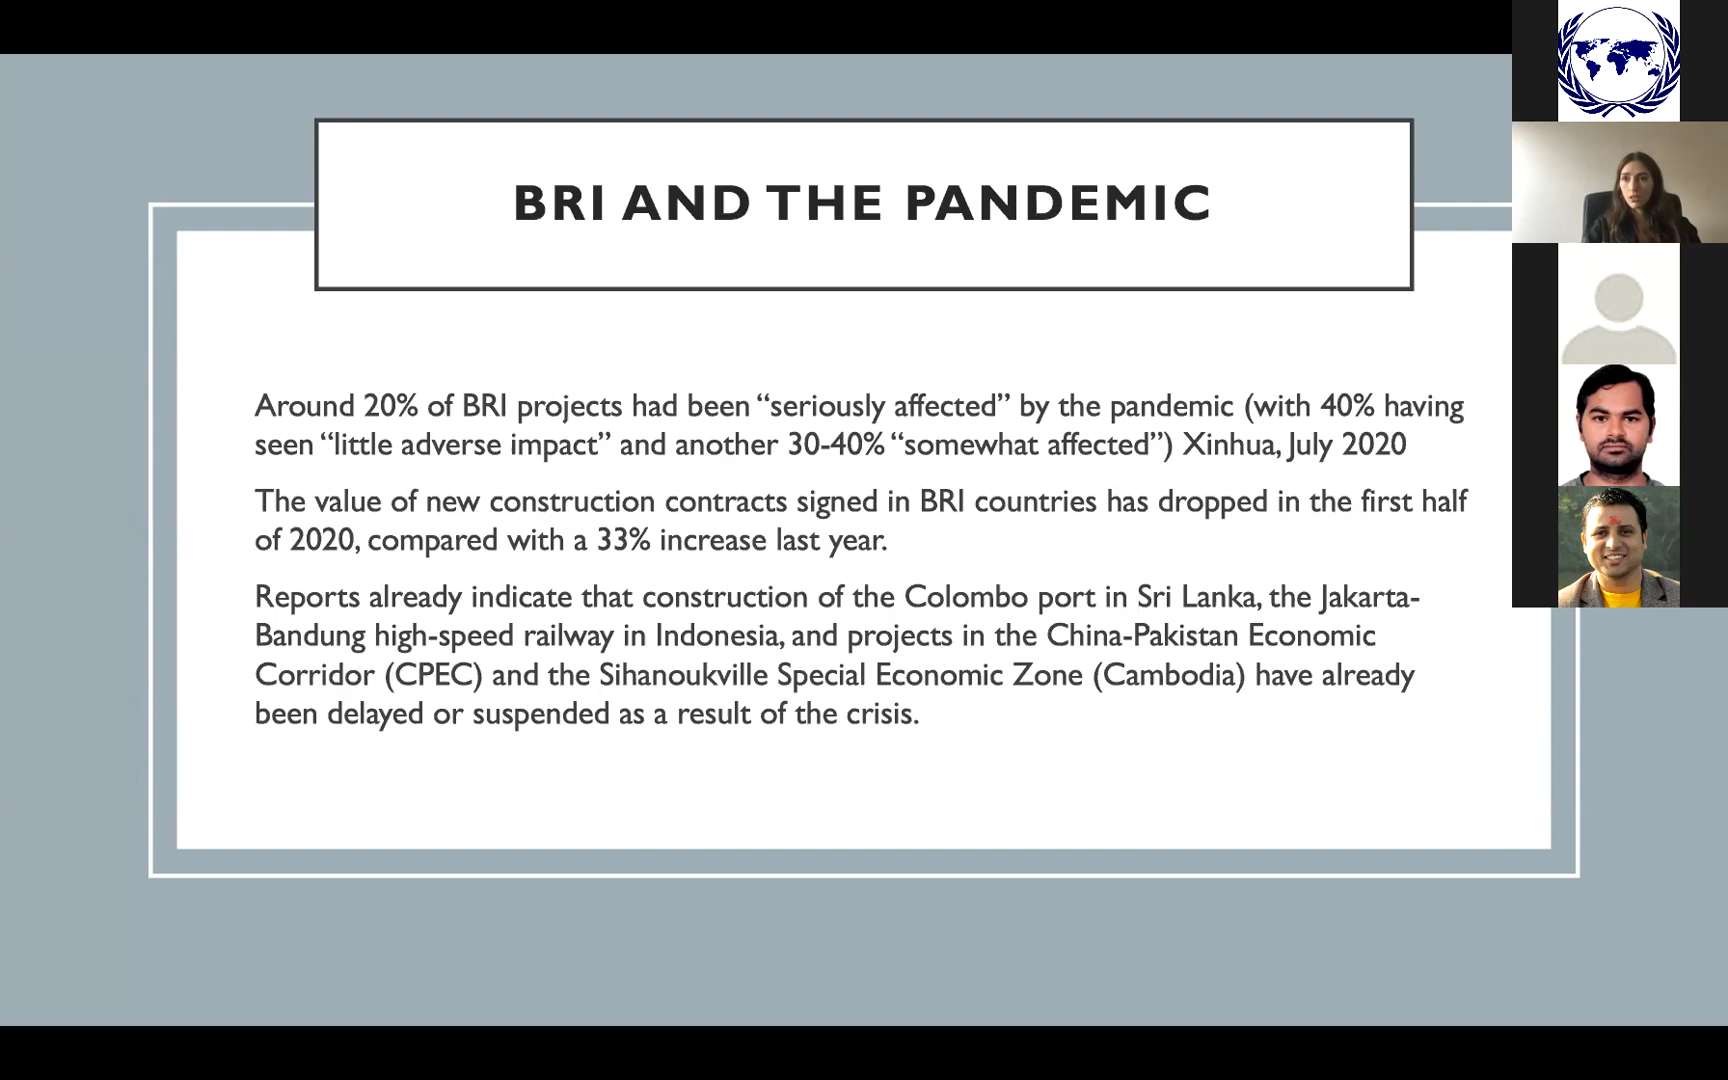 BRI AND THE PANDEMIC
Around 20% of BRI projects had been “seriously affected” by the pandemic (with 40% having
seen “little adverse impact” and another 30-40% “somewhat affected”) Xinhua, July 2020
The value of new construction contracts signed in BRI countries has dropped in the first half
of 2020, compared with a 33% increase last year.
Reports already indicate that construction of the Colombo port in Sri Lanka, the Jakarta-
Bandung high-speed railway in Indonesia, and projects in the China-Pakistan Economic
Corridor (CPEC) and the Sihanoukville Special Economic Zone (Cambodia) have already
been delayed or suspended as a result of the crisis.